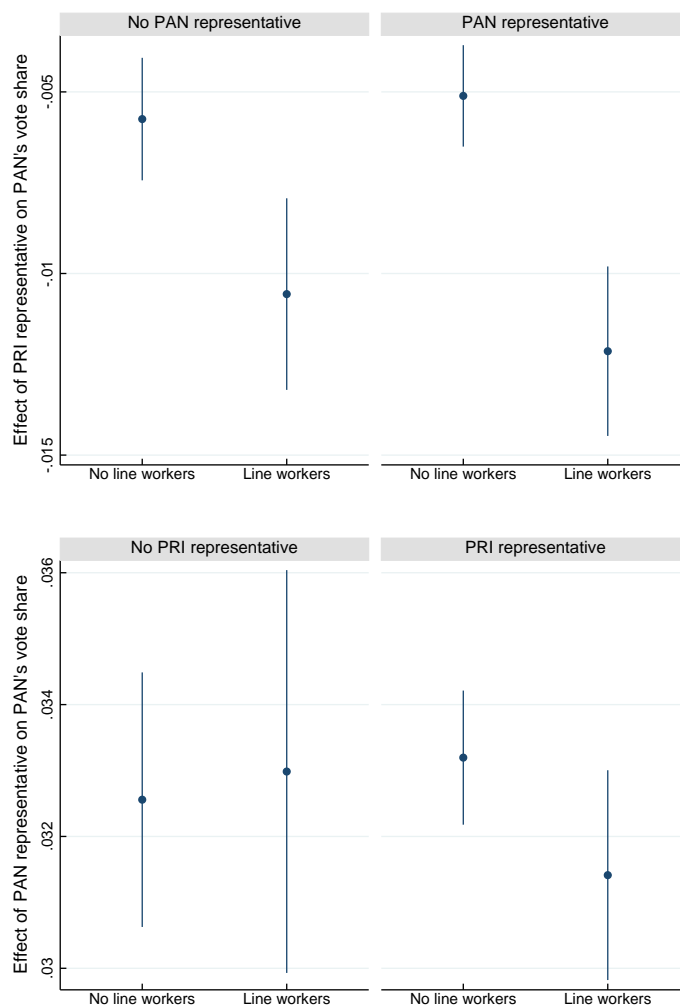 No PAN representative
PAN representative
Effect of PRI representative on PAN's vote share
-.005
-.01
-.015
No line workers
Line workers
No line workers
Line workers
No PRI representative
PRI representative
Effect of PAN representative on PAN's vote share
.036
.034
.032
.03
No line workers
Line workers
No line workers
Line workers